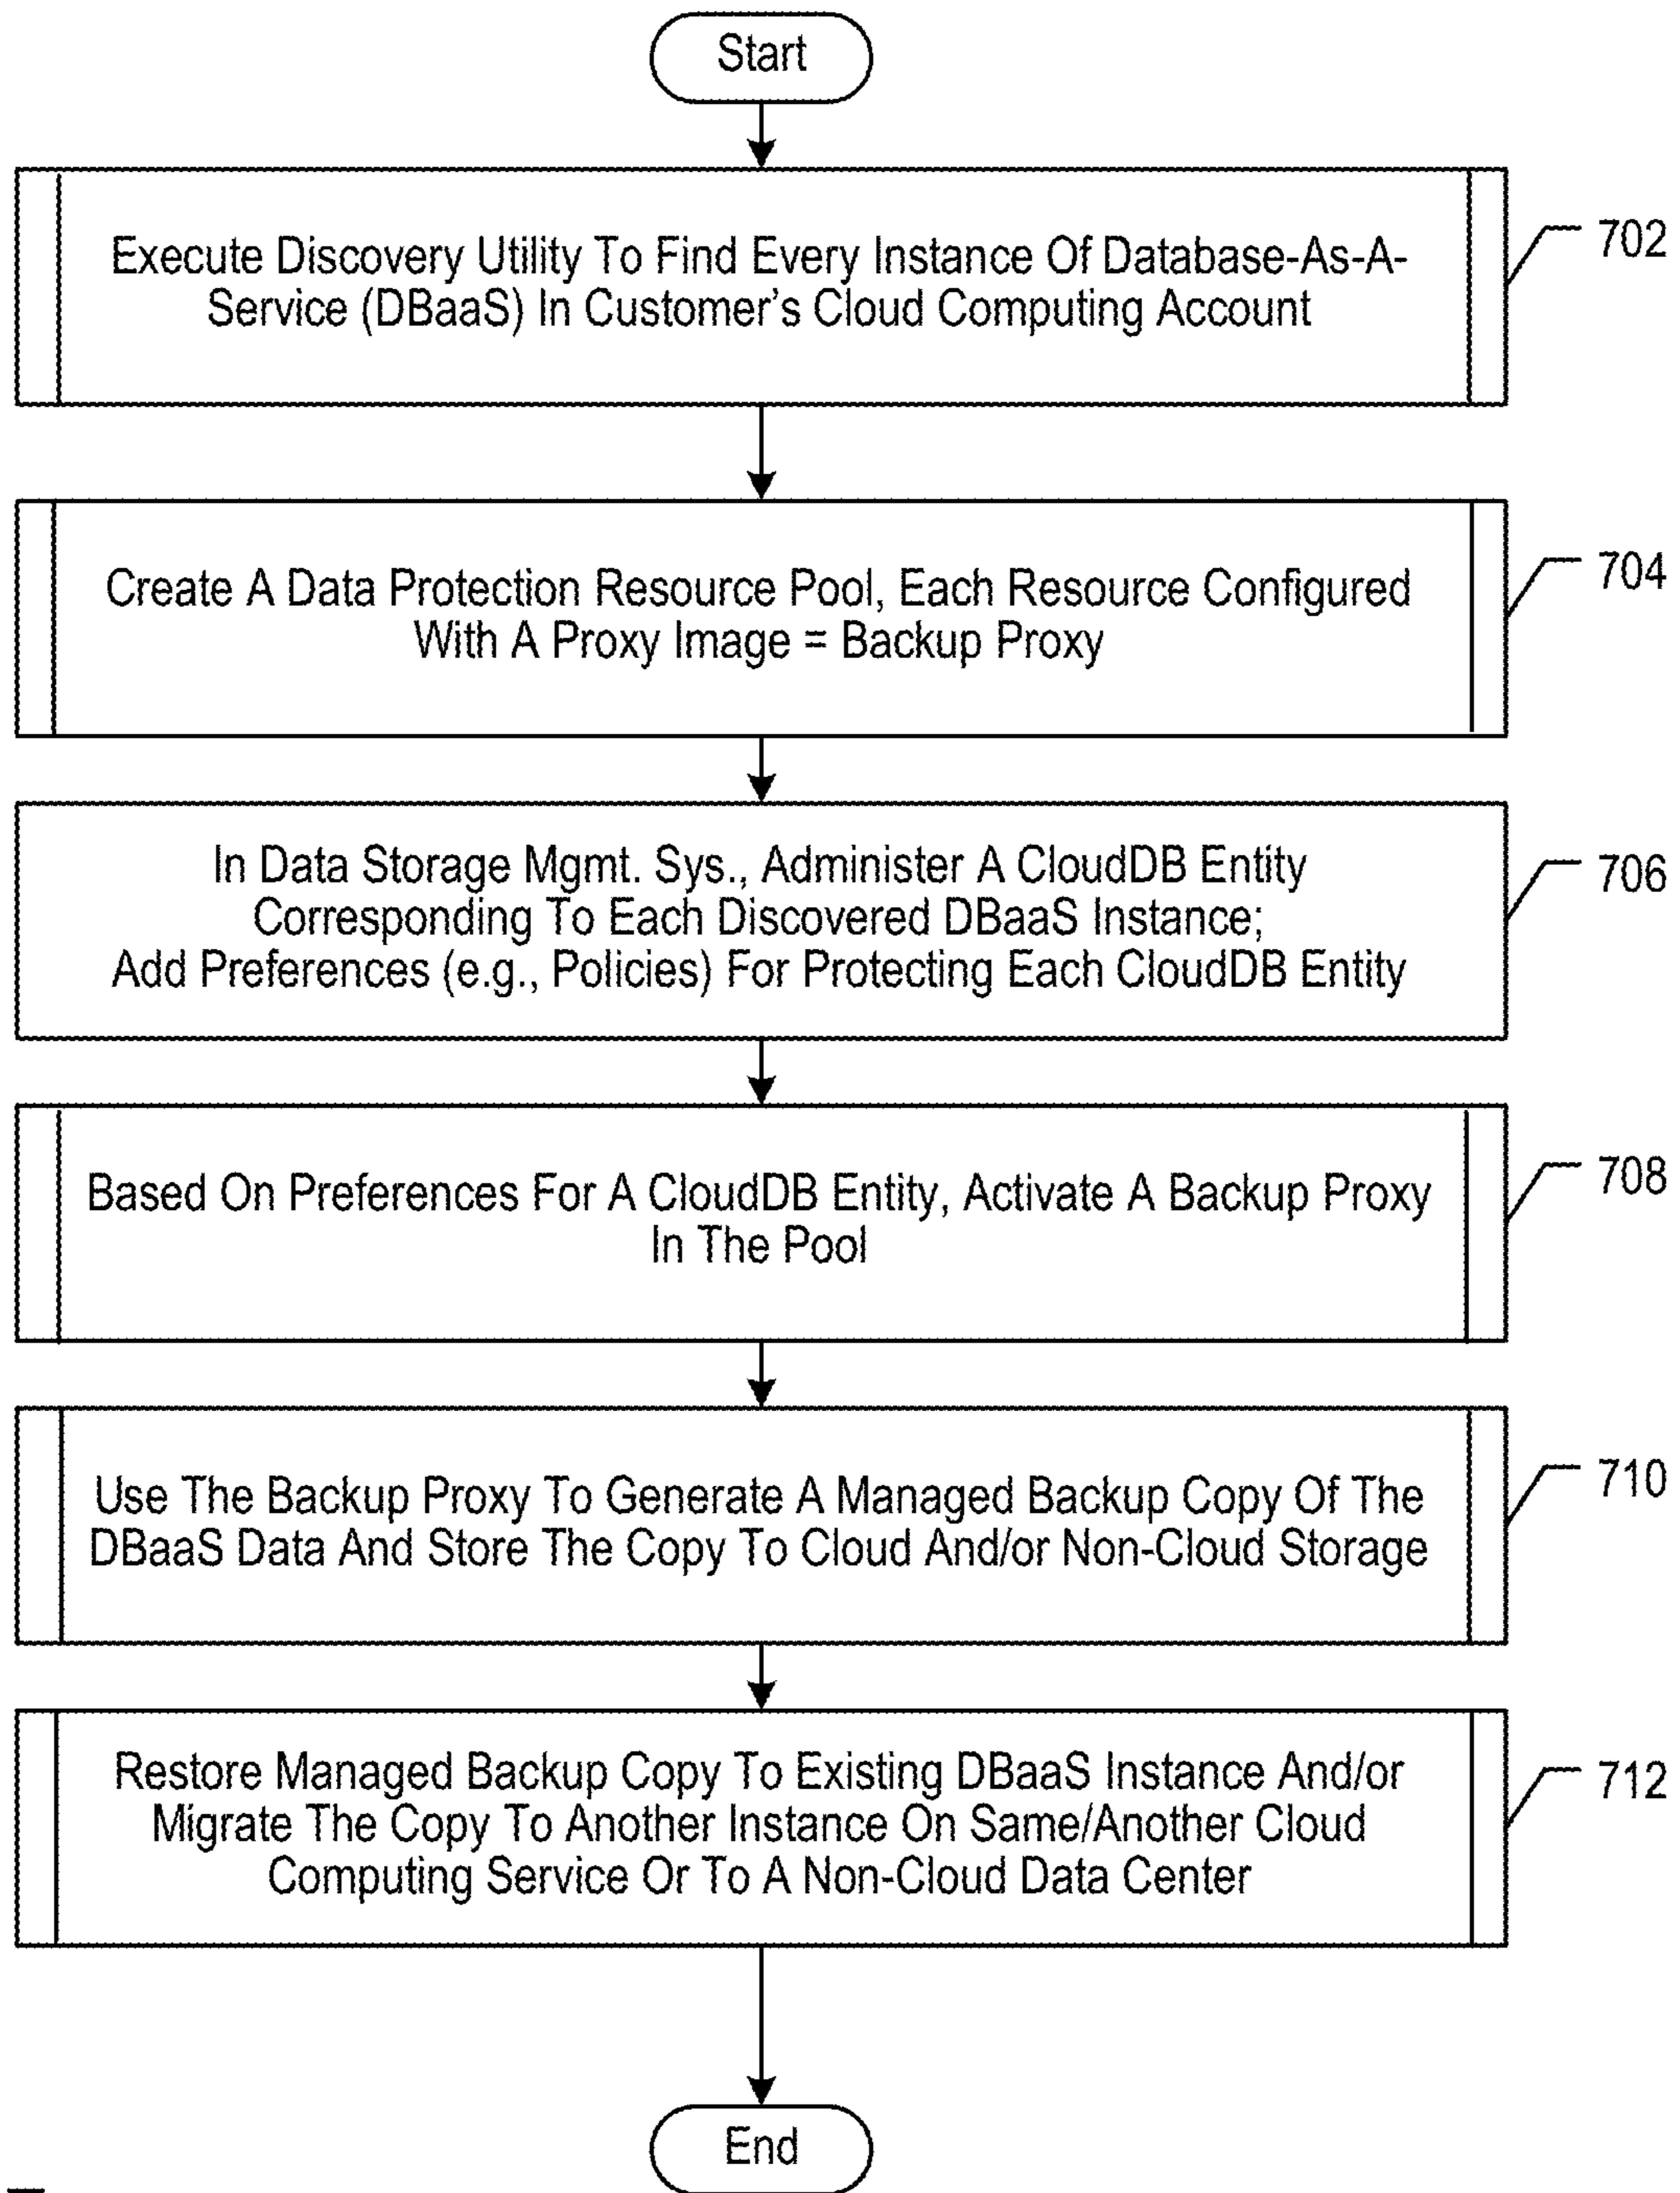 Start
Execute Discovery Utility To Find Every Instance Of Database-As-A-
Service (DBaaS) In Customer's Cloud Computing Account
702
Create A Data Protection Resource Pool, Each Resource Configured
With A Proxy Image = Backup Proxy
704
In Data Storage Mgmt. Sys., Administer A CloudDB Entity
Corresponding To Each Discovered DBaaS Instance;
Add Preferences (e.g., Policies) For Protecting Each CloudDB Entity
706
Based On Preferences For A CloudDB Entity, Activate A Backup Proxy
In The Pool
708
Use The Backup Proxy To Generate A Managed Backup Copy Of The
DBaaS Data And Store The Copy To Cloud And/or Non-Cloud Storage
710
Restore Managed Backup Copy To Existing DBaaS Instance And/or
Migrate The Copy To Another Instance On Same/Another Cloud
Computing Service Or To A Non-Cloud Data Center
712
End